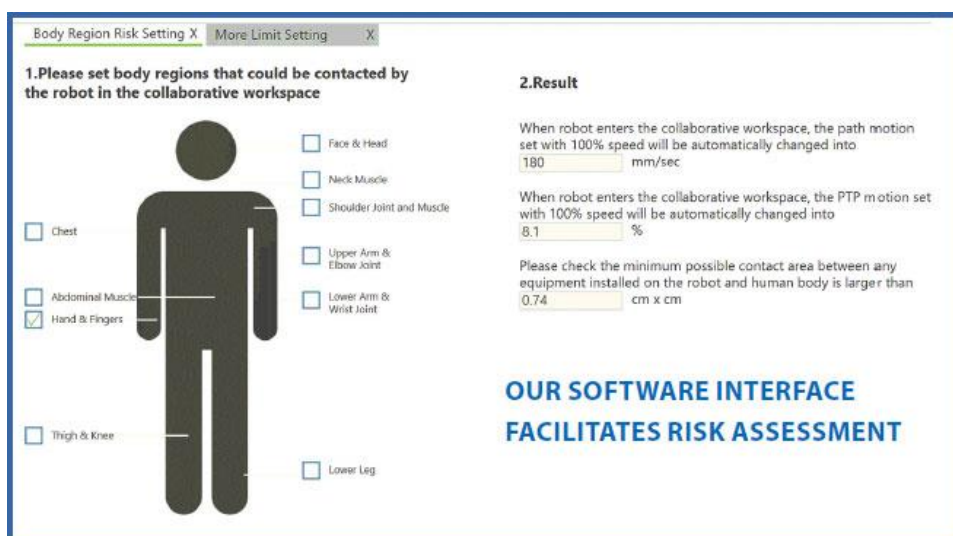 Body Region Risk Setting X
More Limit Setting X
1.Please set body regions that could be contacted by
the robot in the collaborative workspace
Face & Head
Neck Muscle
Shoulder Joint and Muscle
Chest
Upper Arm &
Elbow Joint
Abdominal Muscle
Lower Arm &
Wrist Joint
Hand & Fingers
Thigh & Knee
Lower Leg
2.Result
When robot enters the collaborative workspace, the path motion
set with 100% speed will be automatically changed into
180 mm/sec
When robot enters the collaborative workspace, the PTP motion set
with 100% speed will be automatically changed into
8.1 %
Please check the minimum possible contact area between any
equipment installed on the robot and human body is larger than
0.74 cm x cm
OUR SOFTWARE INTERFACE
FACILITATES RISK ASSESSMENT